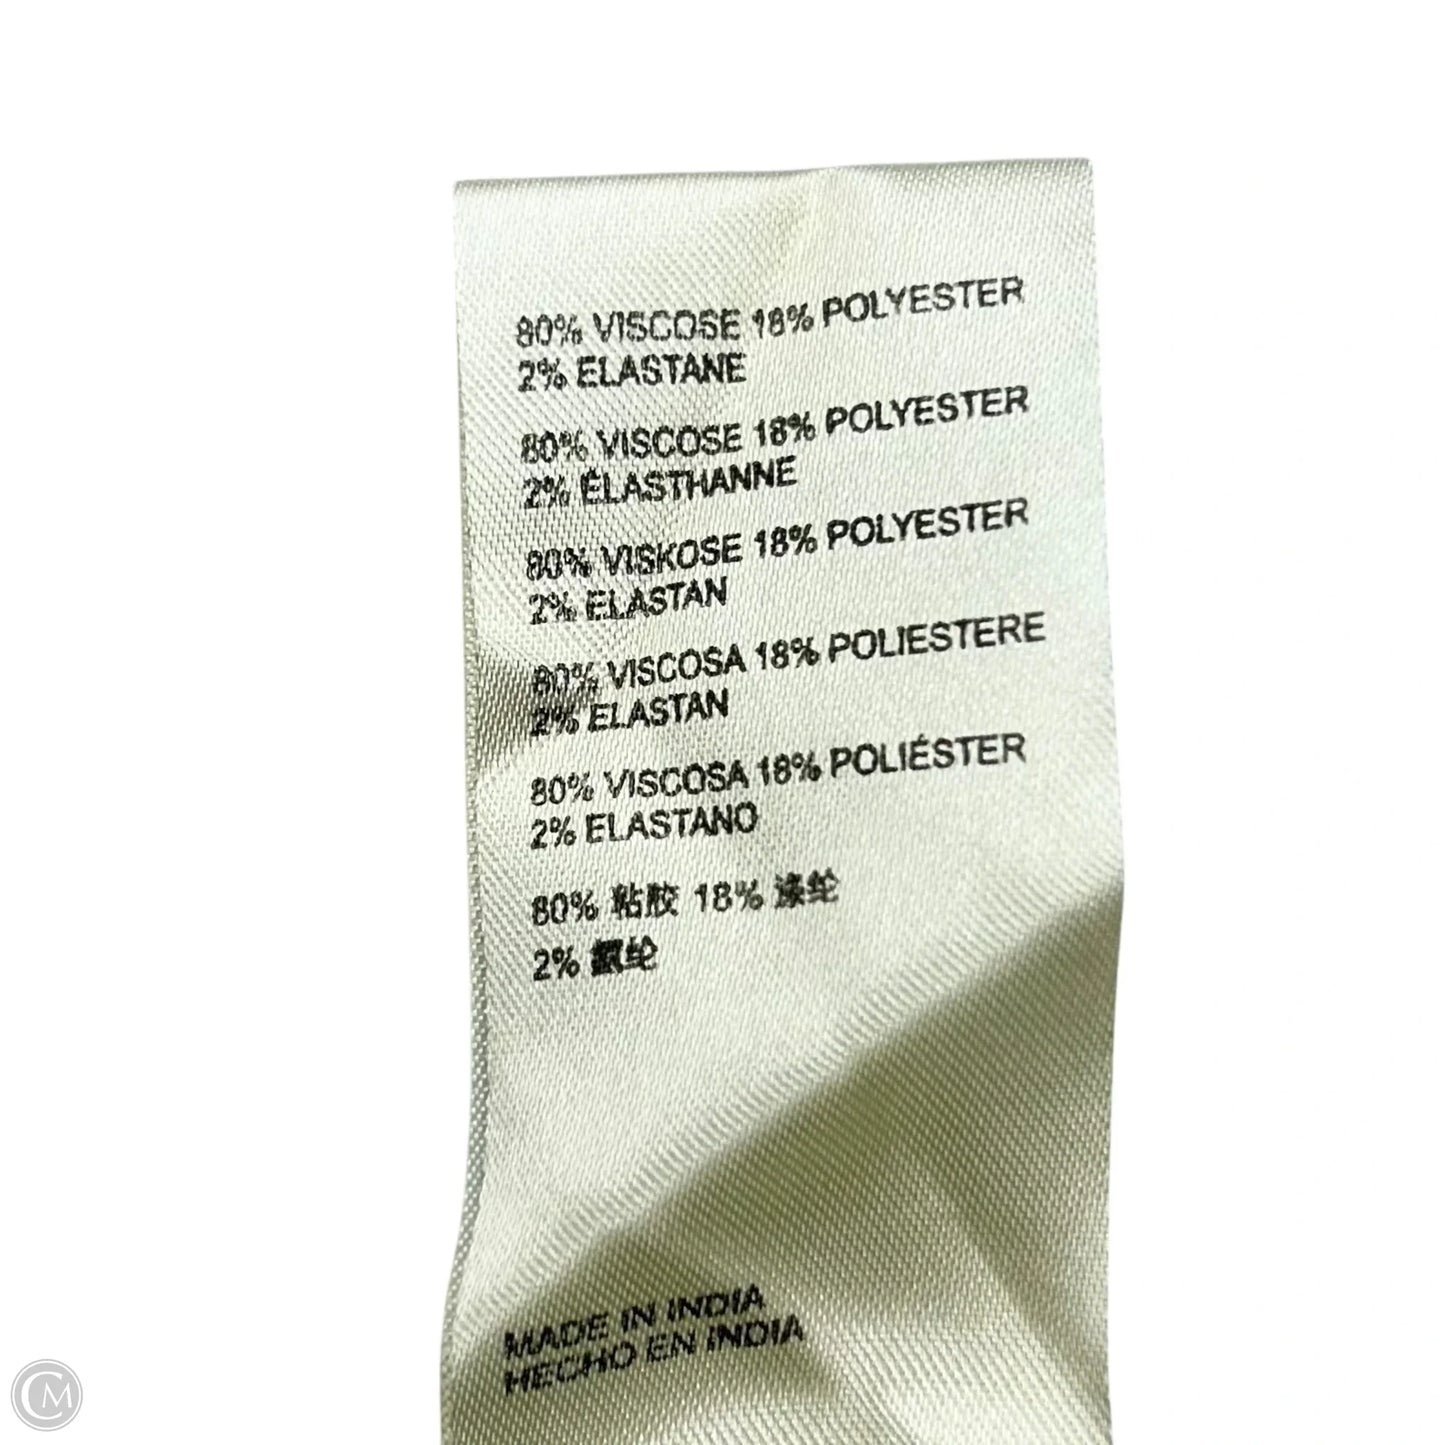 80% VISCOSE 18% POLYESTER
2% ELASTANE
80% VISCOSE 18% POLYESTER
2% ÉLASTHANNE
80% VISKOSE 18% POLYESTER
2% ELASTAN
80% VISCOSA 18% POLIESTERE
2% ELASTAN
80% VISCOSA 18% POLIÉSTER
2% ELASTANO
80% 粘胶 18% 涤纶
2% 氨纶
MADE IN INDIA
HECHO EN INDIA
CM